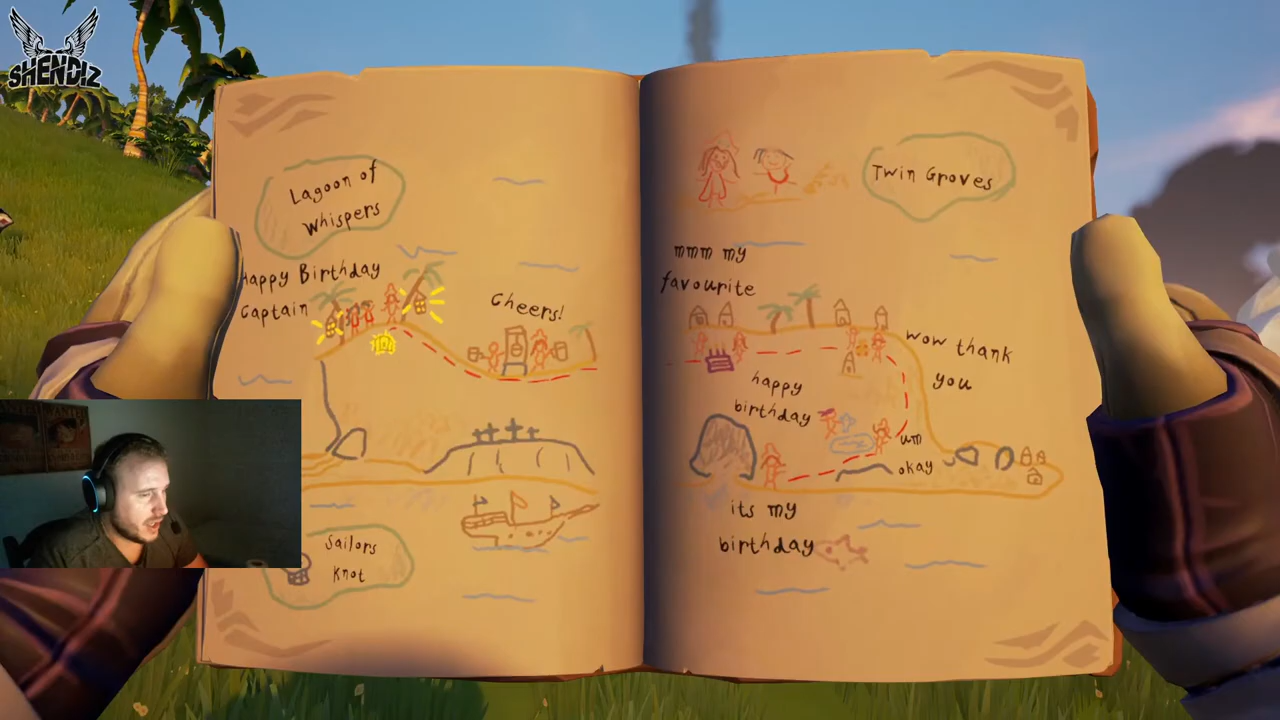 SHENDIZ
Lagoon of
Whispers
Happy Birthday
Captain
Cheers!
Sailors
Knot
Twin Groves
mmm my
favourite
wow thank
you
happy
birthday
um
okay
its my
birthday